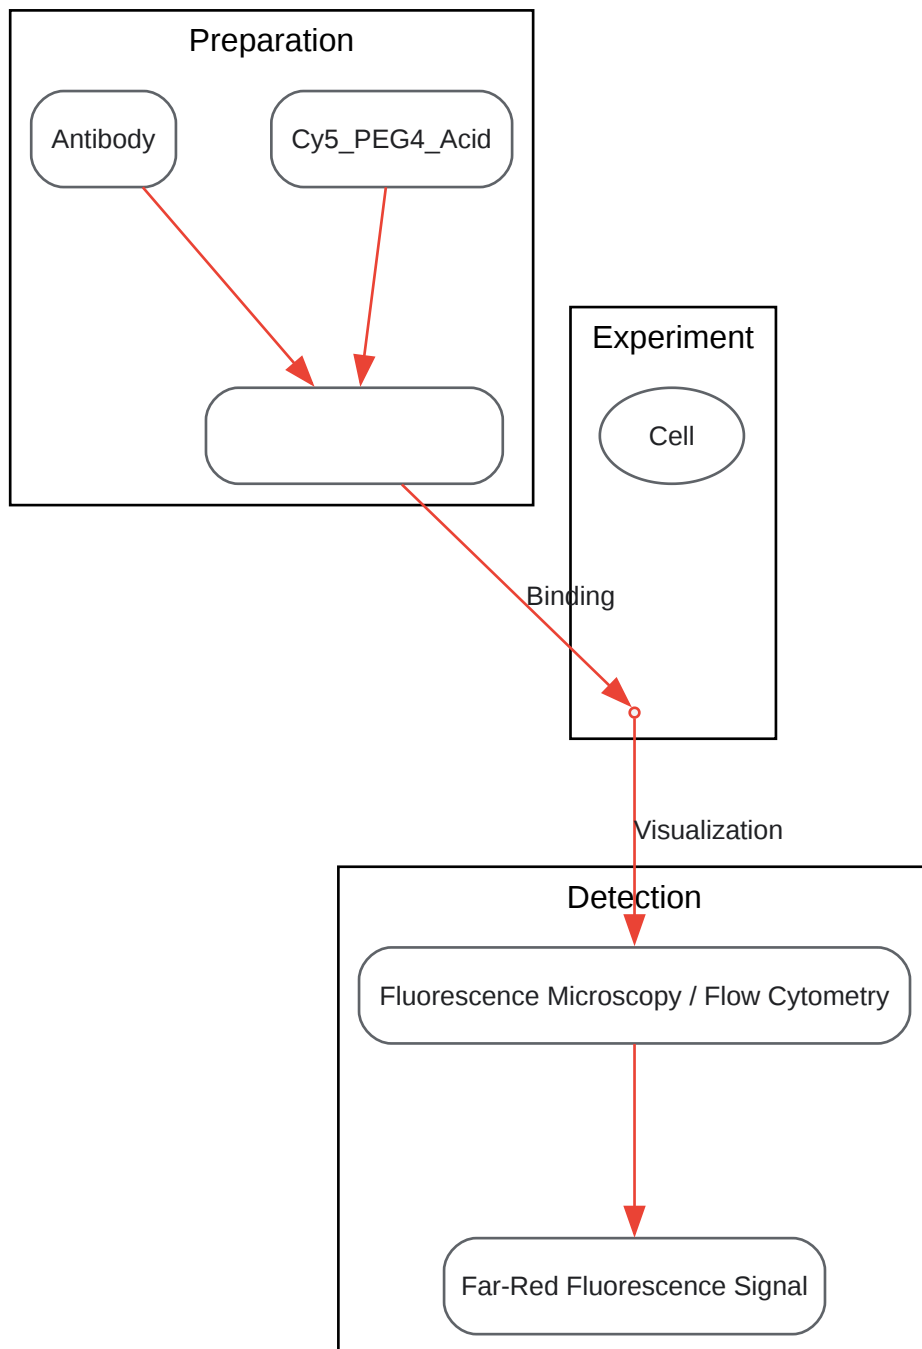 Preparation
Antibody
Cy5_PEG4_Acid
Experiment
Cell
Binding
Visualization
Detection
Fluorescence Microscopy / Flow Cytometry
Far-Red Fluorescence Signal